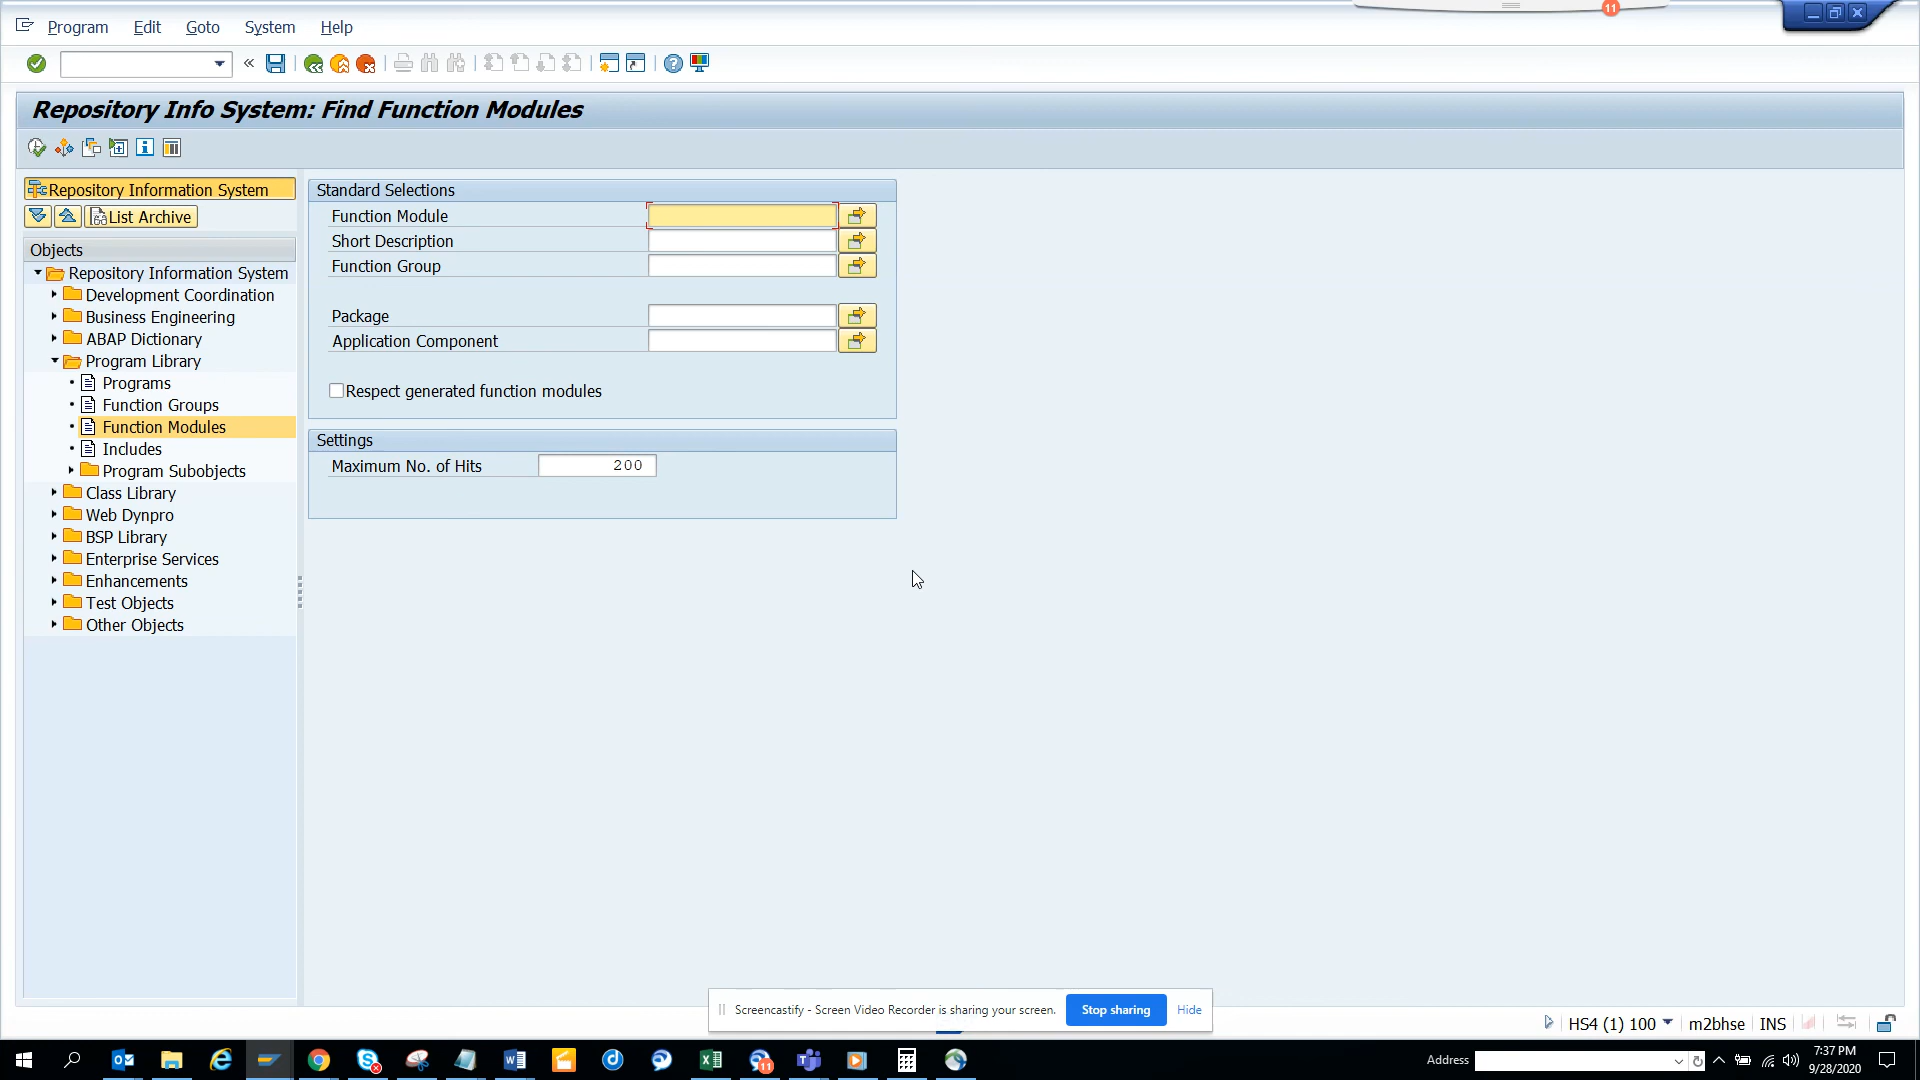 Program Edit Goto System Help
11
Repository Info System: Find Function Modules
Repository Information System
List Archive
Objects
Repository Information System
Development Coordination
Business Engineering
ABAP Dictionary
Program Library
Programs
Function Groups
Function Modules
Includes
Program Subobjects
Class Library
Web Dynpro
BSP Library
Enterprise Services
Enhancements
Test Objects
Other Objects
Standard Selections
Function Module
Short Description
Function Group
Package
Application Component
Respect generated function modules
Settings
Maximum No. of Hits 200
Screencastify - Screen Video Recorder is sharing your screen. Stop sharing Hide
HS4 (1) 100 m2bhse INS
11
Address
7:37 PM
9/28/2020